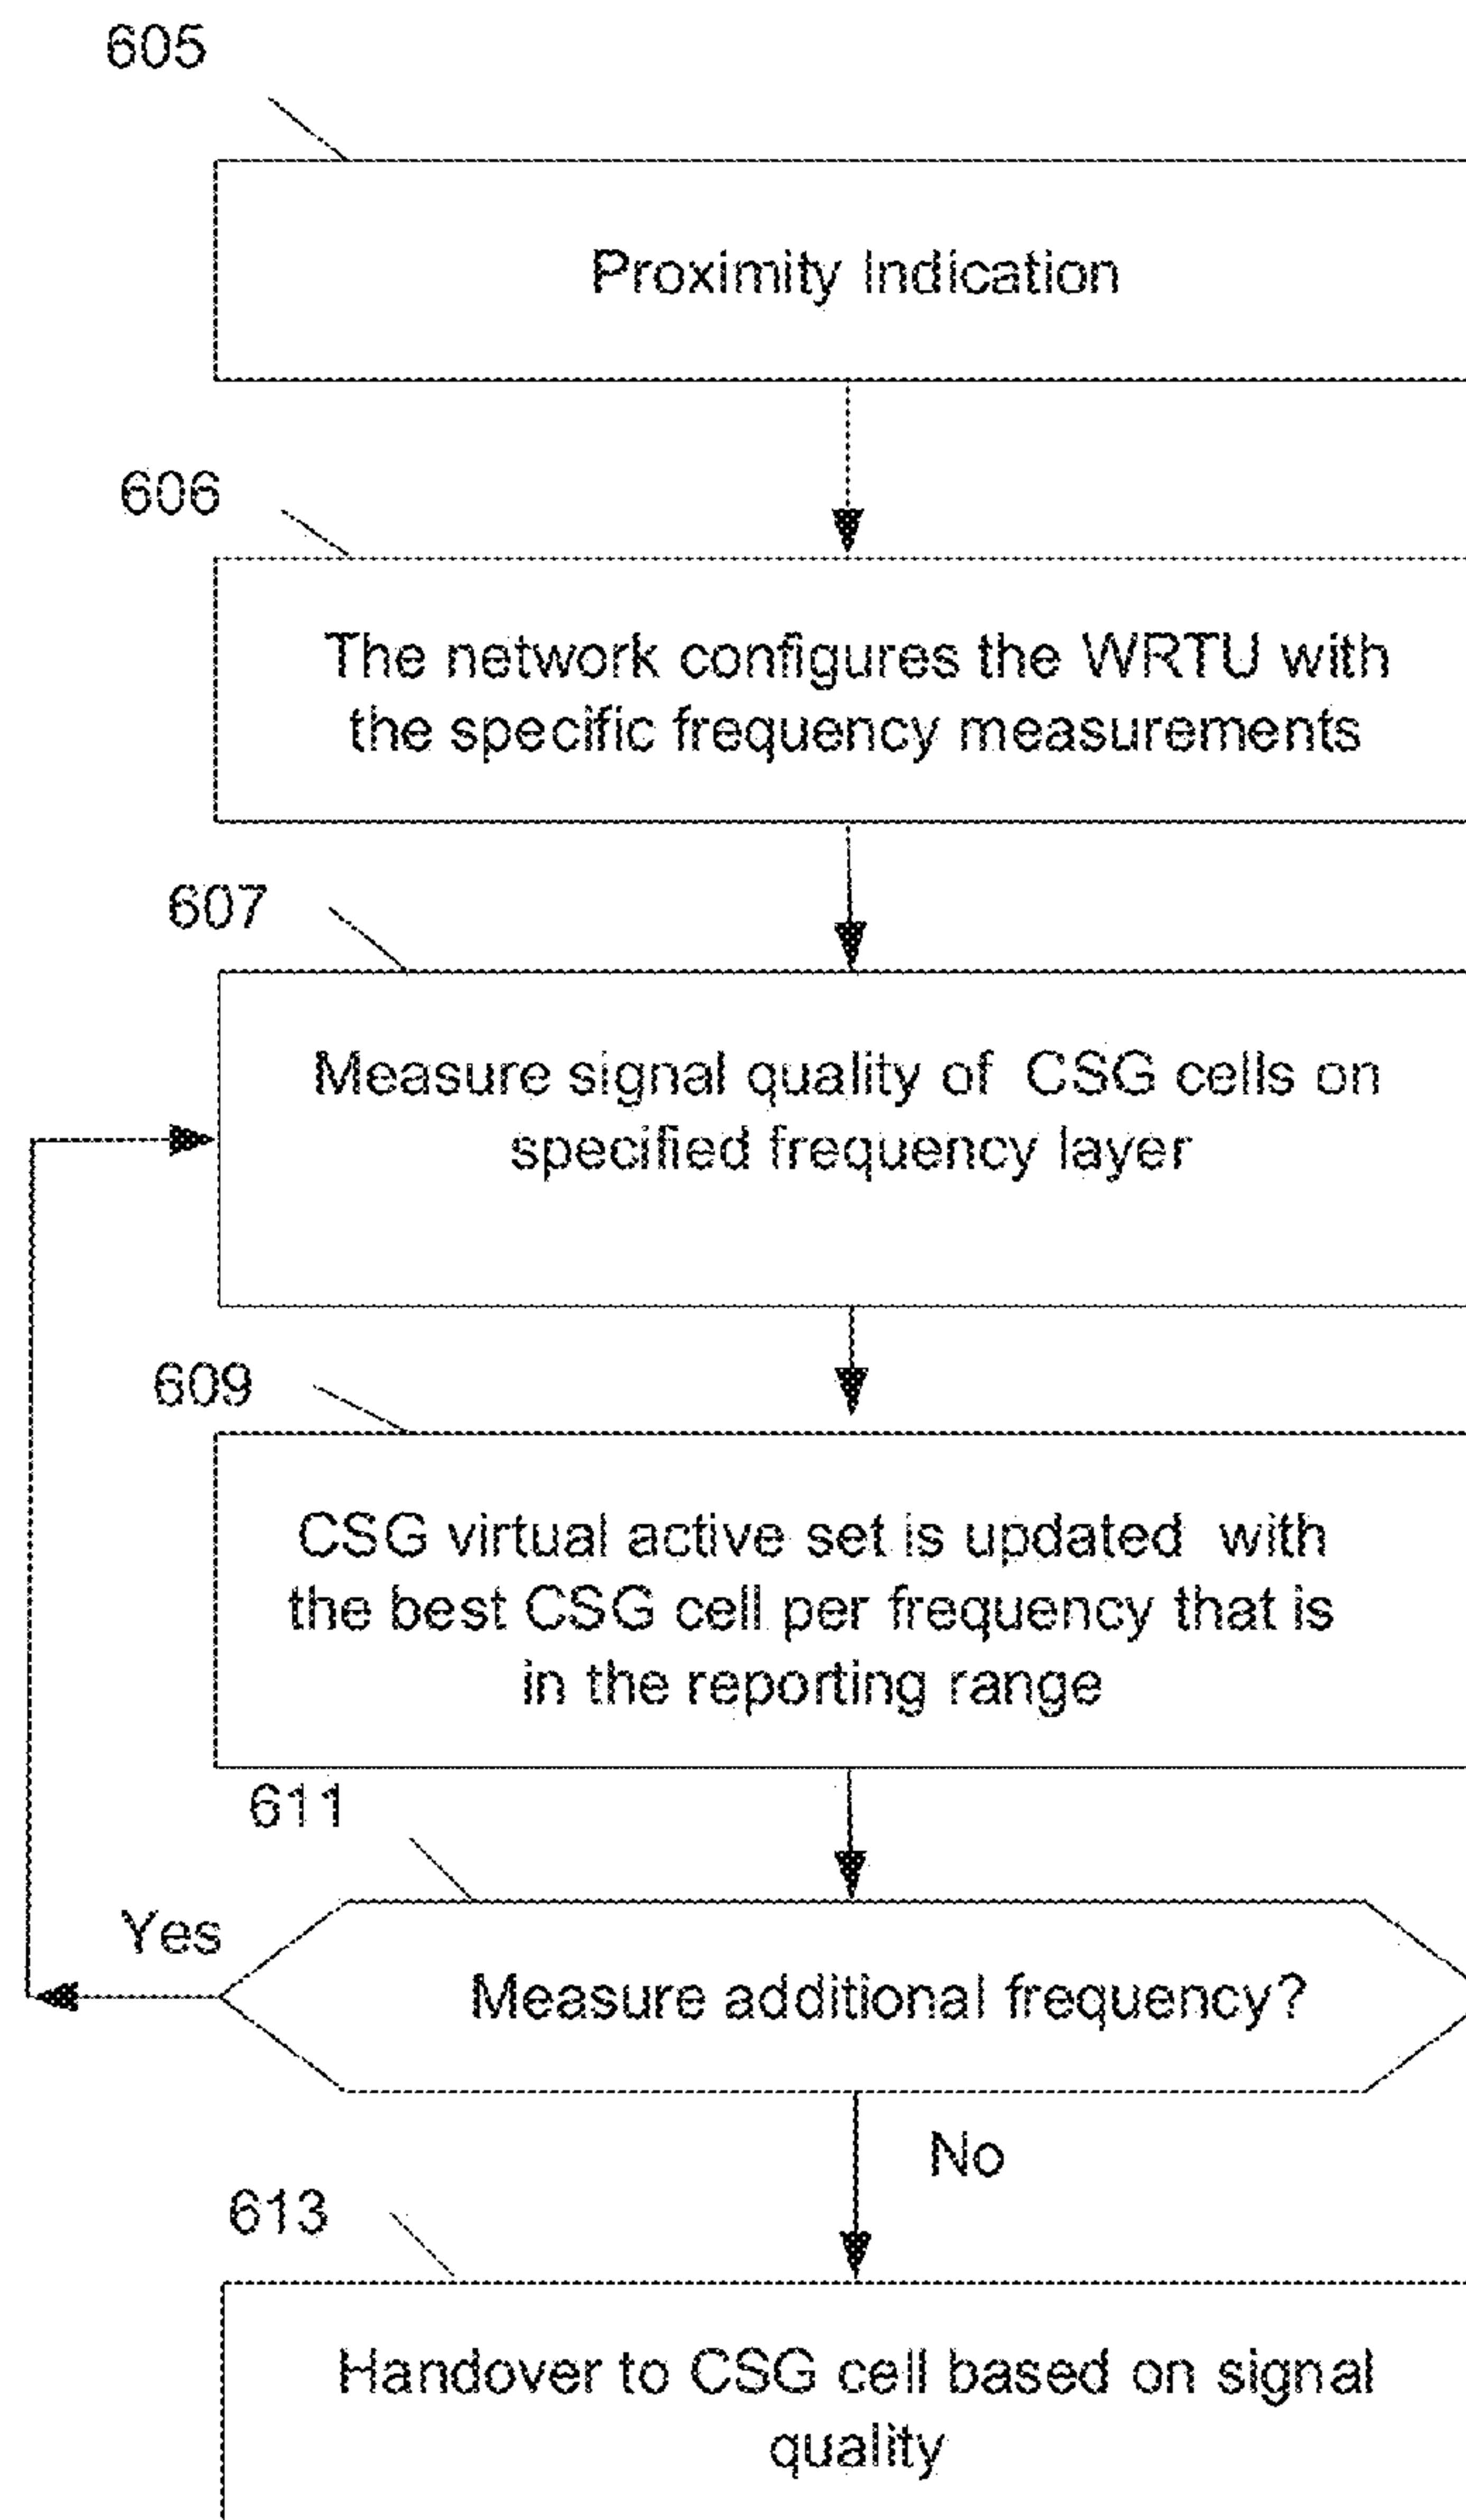 605
Proximity Indication
606
The network configures the WRTU with
the specific frequency measurements
607
Measure signal quality of CSG cells on
specified frequency layer
609
CSG virtual active set is updated with
the best CSG cell per frequency that is
in the reporting range
611
Yes
Measure additional frequency?
No
613
Handover to CSG cell based on signal
quality